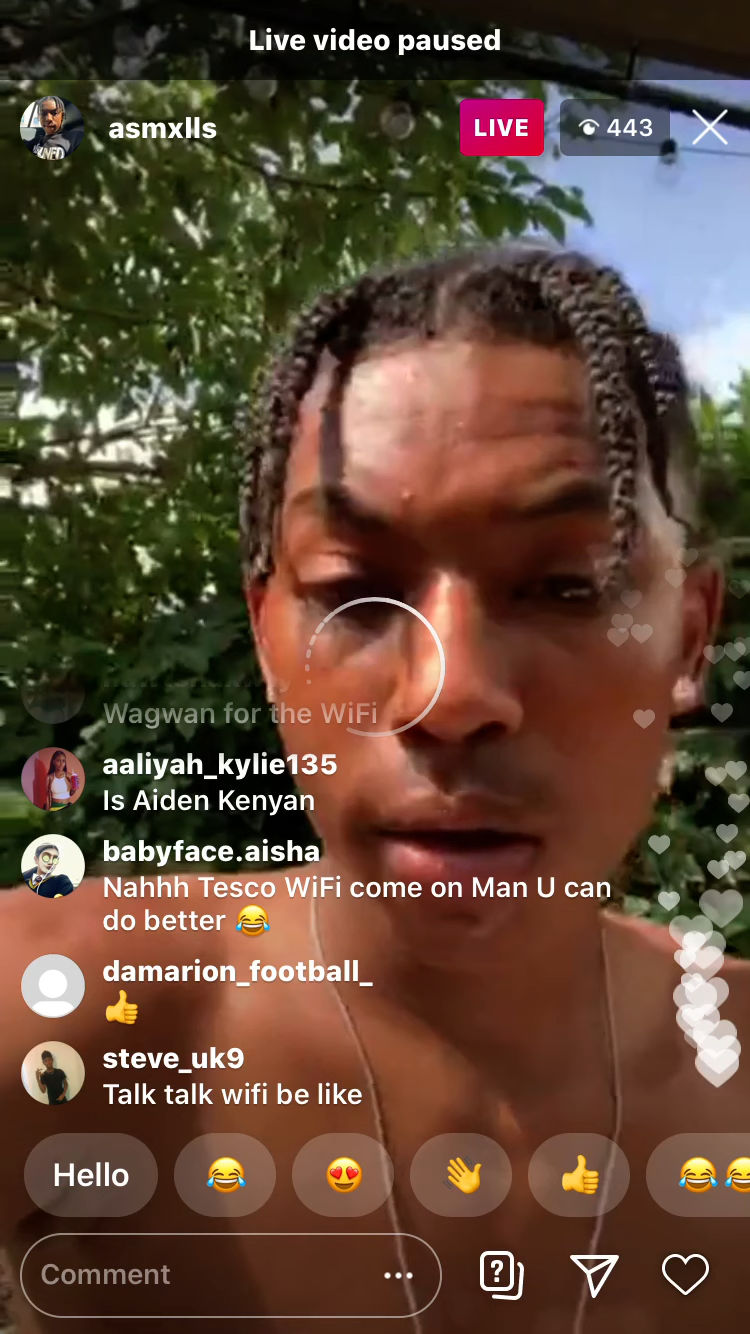 Live video paused
asmxlls
LIVE
443
Wagwan for the WiFi
aaliyah_kylie135
Is Aiden Kenyan
babyface.aisha
Nahhh Tesco WiFi come on Man U can
do better 😂
damarion_football_
👍
steve_uk9
Talk talk wifi be like
Hello 😂 😍 👋 👍 😂
Comment